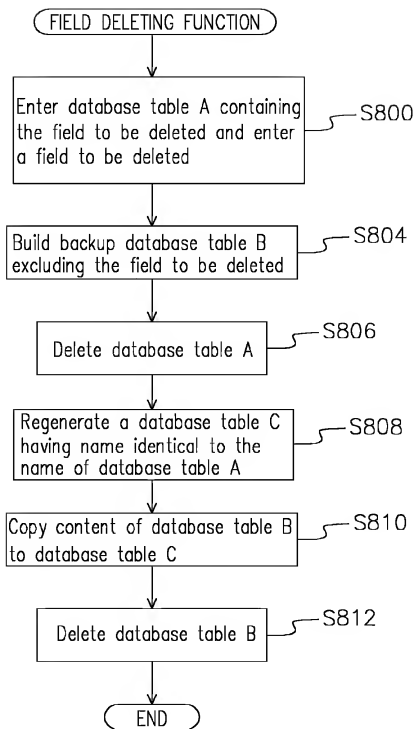 FIELD DELETING FUNCTION
Enter database table A containing
the field to be deleted and enter
a field to be deleted
S800
Build backup database table B
excluding the field to be deleted
S804
Delete database table A
S806
Regenerate a database table C
having name identical to the
name of database table A
S808
Copy content of database table B
to database table C
S810
Delete database table B
S812
END